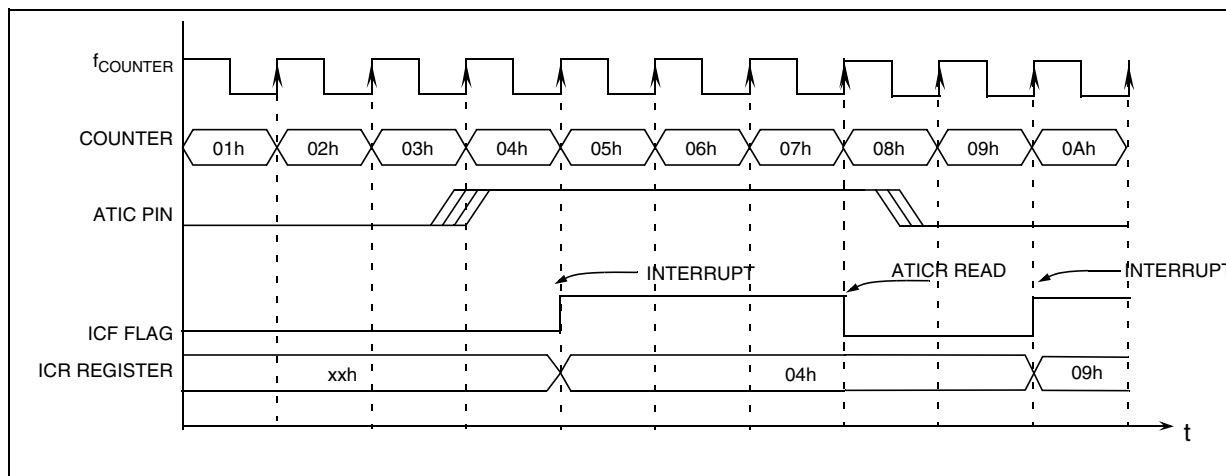 fCOUNTER
COUNTER 01h 02h 03h 04h 05h 06h 07h 08h 09h 0Ah
ATIC PIN
INTERRUPT ATICR READ INTERRUPT
ICF FLAG
ICR REGISTER xxh 04h 09h
t